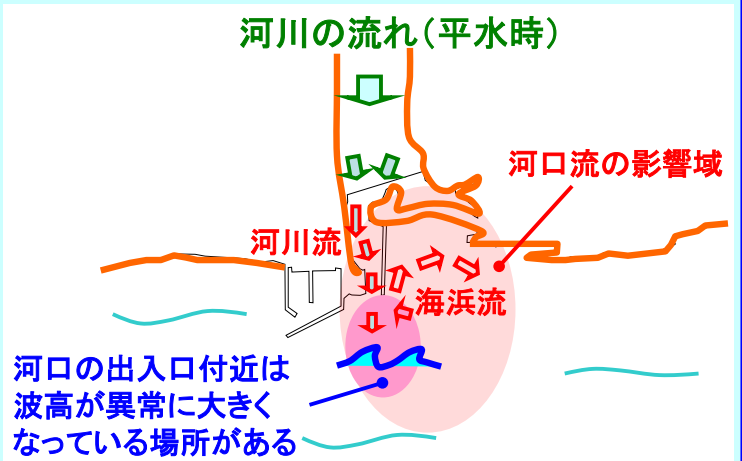 河川の流れ（平水時）
河口流の影響域
河川流
海浜流
河口の出入口付近は
波高が異常に大きく
なっている場所がある